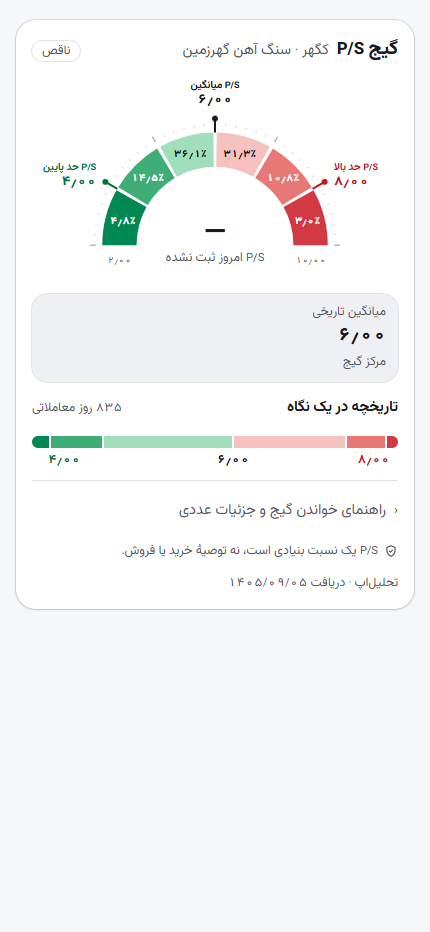 گیج P/S کگهر · سنگ آهن گهرزمین
ناقص
P/S میانگین
۶٫۰۰
P/S حد بالا
۸٫۰۰
P/S حد پایین
۴٫۰۰
۴٫۸٪
۱۴٫۵٪
۳۶٫۱٪
۳۱٫۳٪
۱۰٫۸٪
۳٫۰٪
—
P/S امروز ثبت نشده
۲٫۰۰
۱۰٫۰۰
میانگین تاریخی
۶٫۰۰
مرکز گیج
تاریخچه در یک نگاه
۸۳۵ روز معاملاتی
۴٫۰۰
۶٫۰۰
۸٫۰۰
› راهنمای خواندن گیج و جزئیات عددی
P/S یک نسبت بنیادی است، نه توصیهٔ خرید یا فروش.
تحلیل‌اپ · دریافت ۱۴۰۵/۰۹/۰۵